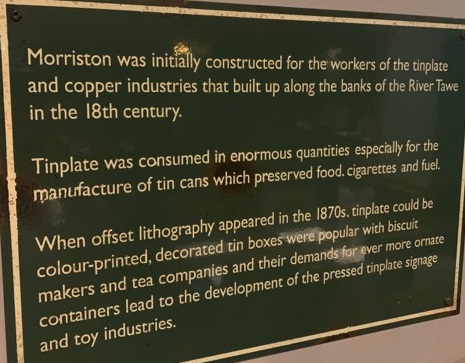 Morriston was initially constructed for the workers of the tinplate
and copper industries that built up along the banks of the River Tawe
in the 18th century.
Tinplate was consumed in enormous quantities especially for the
manufacture of tin cans which preserved food, cigarettes and fuel.
When offset lithography appeared in the 1870s, tinplate could be
colour-printed, decorated tin boxes were popular with biscuit
makers and tea companies and their demands for ever more ornate
containers lead to the development of the pressed tinplate signage
and toy industries.